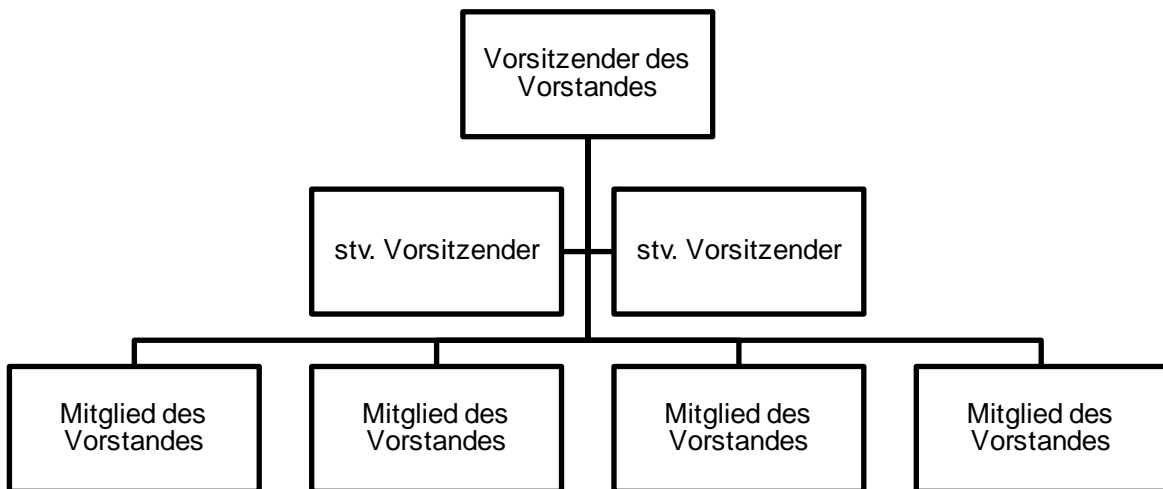 Vorsitzender des
Vorstandes
stv. Vorsitzender
stv. Vorsitzender
Mitglied des
Vorstandes
Mitglied des
Vorstandes
Mitglied des
Vorstandes
Mitglied des
Vorstandes